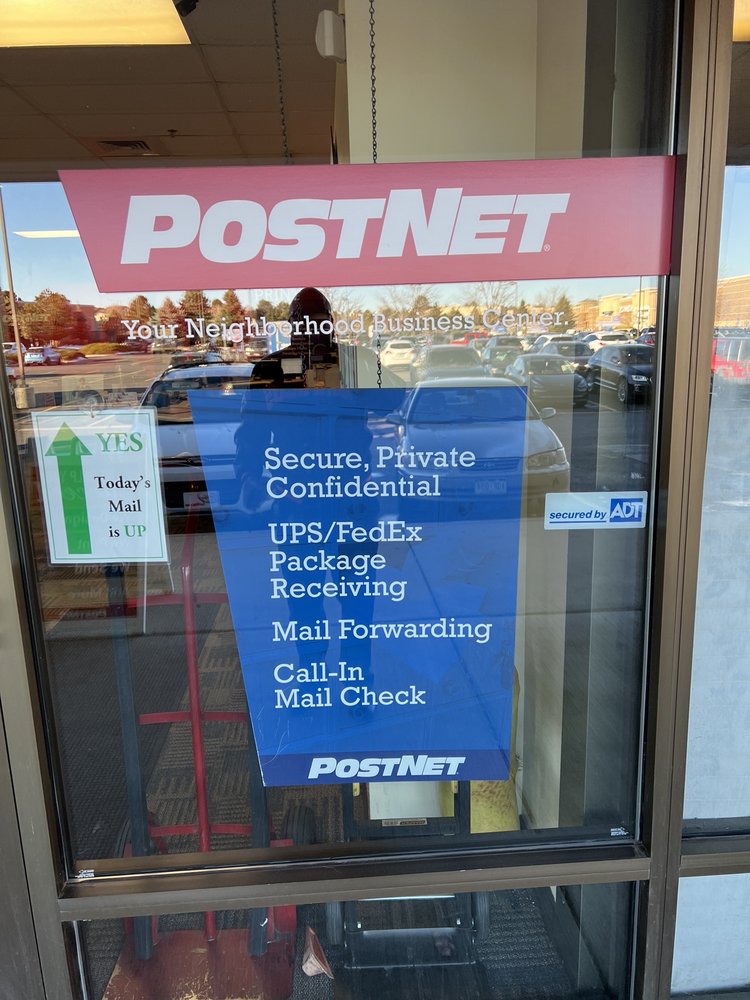 POSTNET
Your Neighborhood Business Center.
YES
Today's
Mail
is UP
Secure, Private
Confidential
UPS/FedEx
Package
Receiving
Mail Forwarding
Call-In
Mail Check
POSTNET
secured by ADT